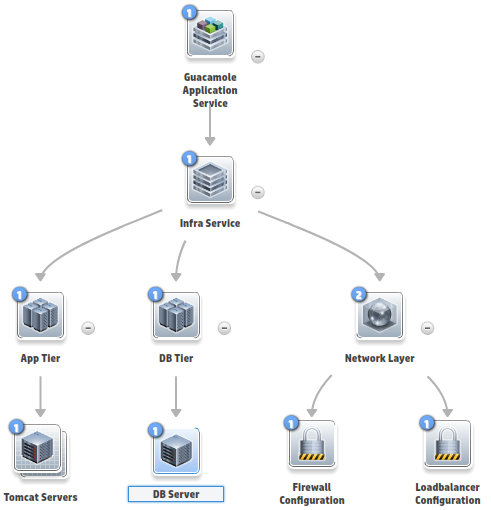 1
Guacamole
Application
Service
1
Infra Service
1
1
2
App Tier
DB Tier
Network Layer
1
1
1
1
Tomcat Servers
DB Server
Firewall
Configuration
Loadbalancer
Configuration